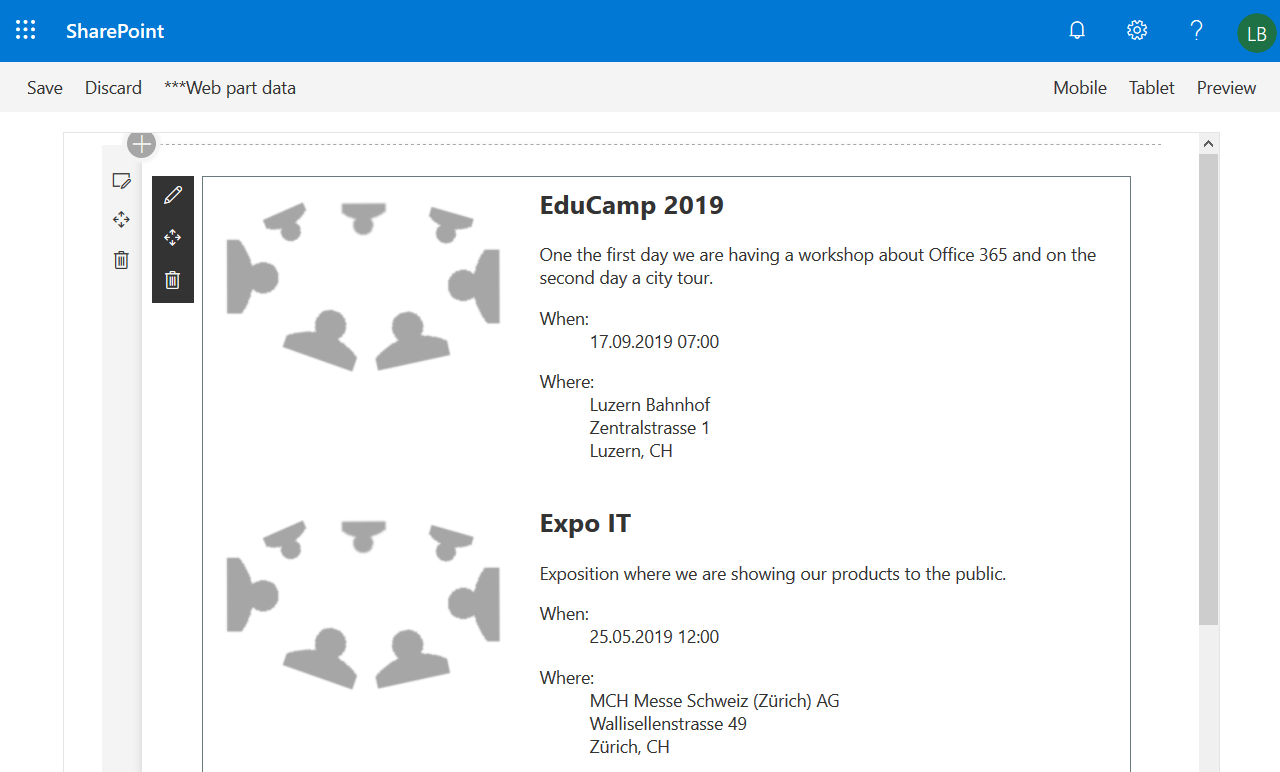 SharePoint
LB
Save Discard ***Web part data Mobile Tablet Preview
EduCamp 2019
One the first day we are having a workshop about Office 365 and on the
second day a city tour.
When:
17.09.2019 07:00
Where:
Luzern Bahnhof
Zentralstrasse 1
Luzern, CH
Expo IT
Exposition where we are showing our products to the public.
When:
25.05.2019 12:00
Where:
MCH Messe Schweiz (Zürich) AG
Wallisellenstrasse 49
Zürich, CH